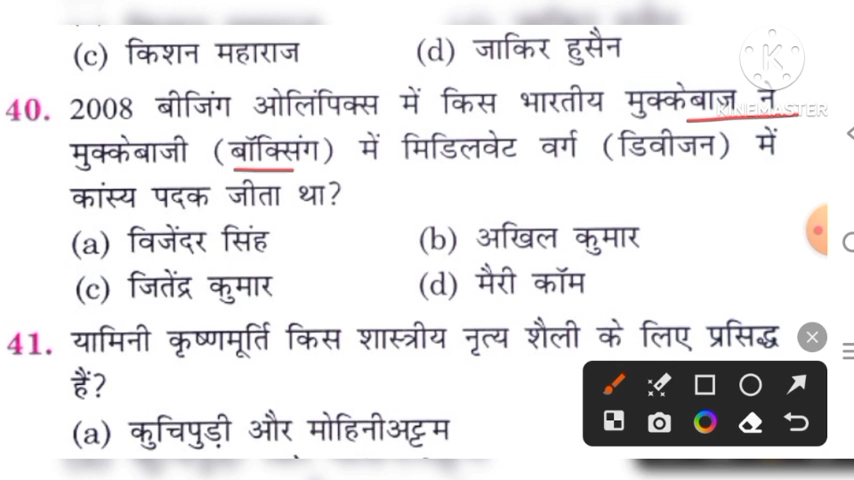 (c) किशन महाराज (d) जाकिर हुसैन
K
KINEMASTER
40. 2008 बीजिंग ओलिंपिक्स में किस भारतीय मुक्केबाज ने
मुक्केबाजी (बॉक्सिंग) में मिडिलवेट वर्ग (डिवीजन) में
कांस्य पदक जीता था?
(a) विजेंदर सिंह (b) अखिल कुमार
(c) जितेंद्र कुमार (d) मैरी कॉम
41. यामिनी कृष्णमूर्ति किस शास्त्रीय नृत्य शैली के लिए प्रसिद्ध
हैं?
(a) कुचिपुड़ी और मोहिनीअट्टम